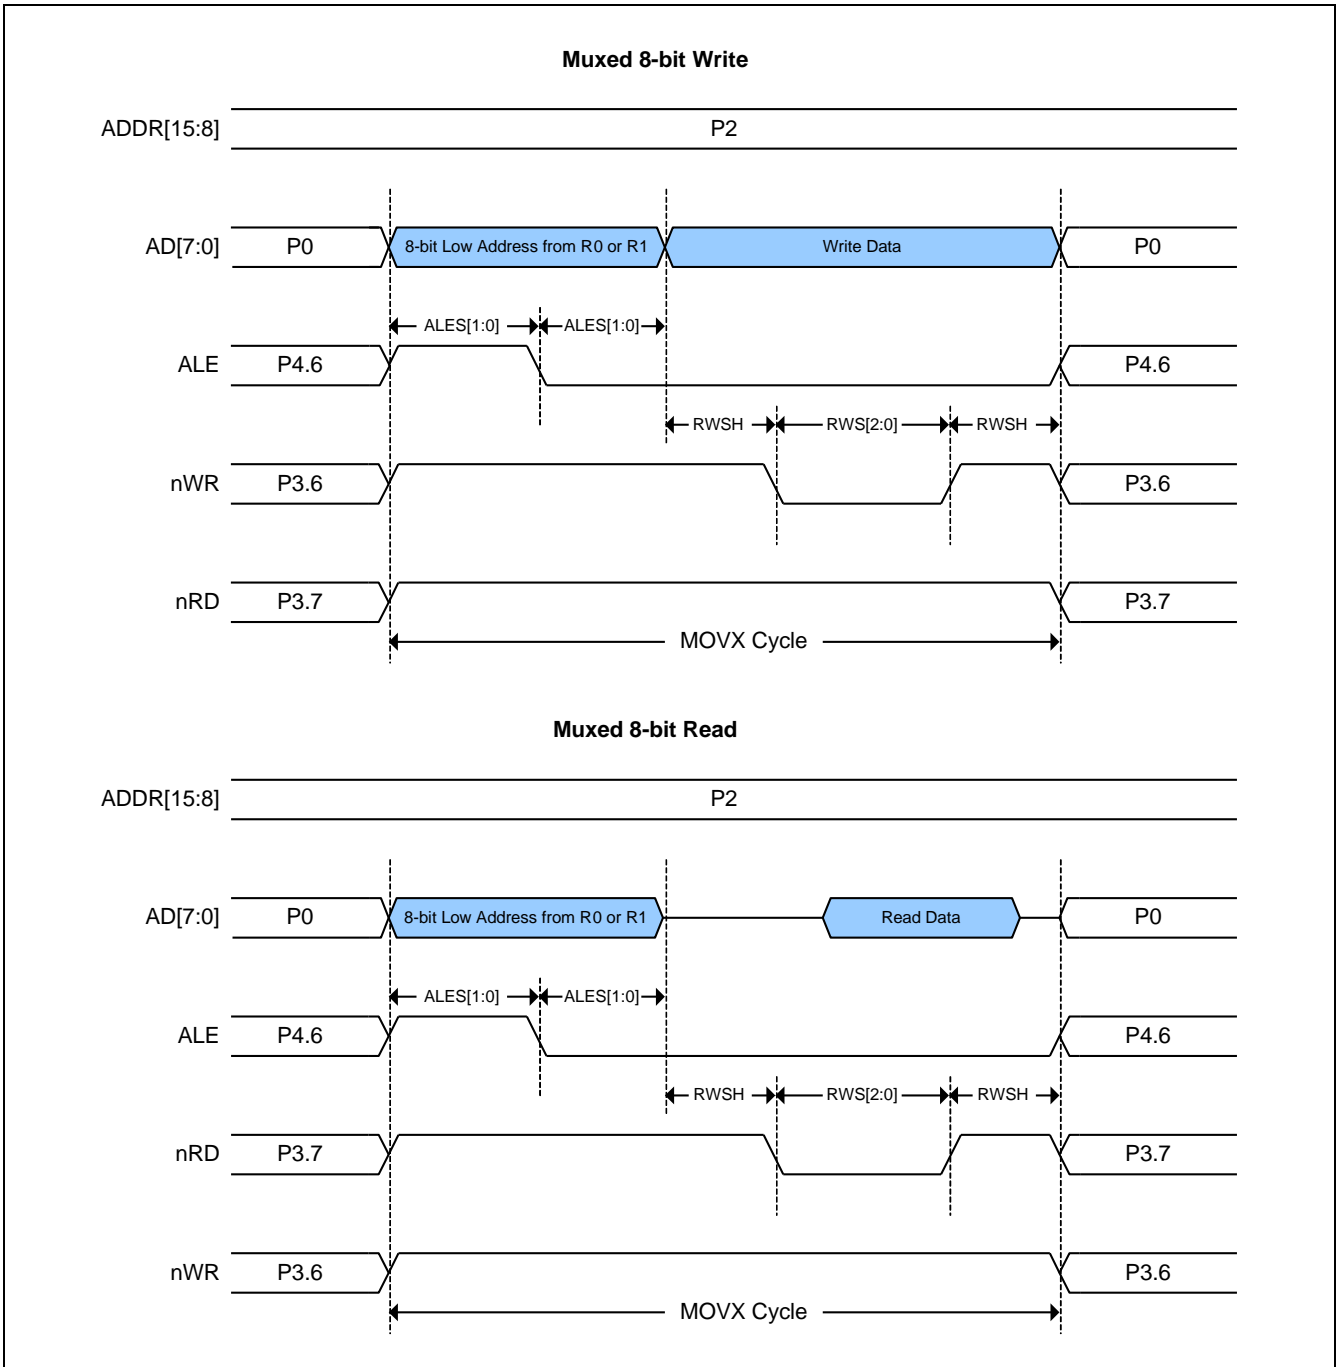 Muxed 8-bit Write
ADDR[15:8] P2
AD[7:0] P0 8-bit Low Address from R0 or R1 Write Data P0
ALES[1:0] ALES[1:0]
ALE P4.6 P4.6
RWSH RWS[2:0] RWSH
nWR P3.6 P3.6
nRD P3.7 P3.7
MOVX Cycle
Muxed 8-bit Read
ADDR[15:8] P2
AD[7:0] P0 8-bit Low Address from R0 or R1 Read Data P0
ALES[1:0] ALES[1:0]
ALE P4.6 P4.6
RWSH RWS[2:0] RWSH
nRD P3.7 P3.7
nWR P3.6 P3.6
MOVX Cycle